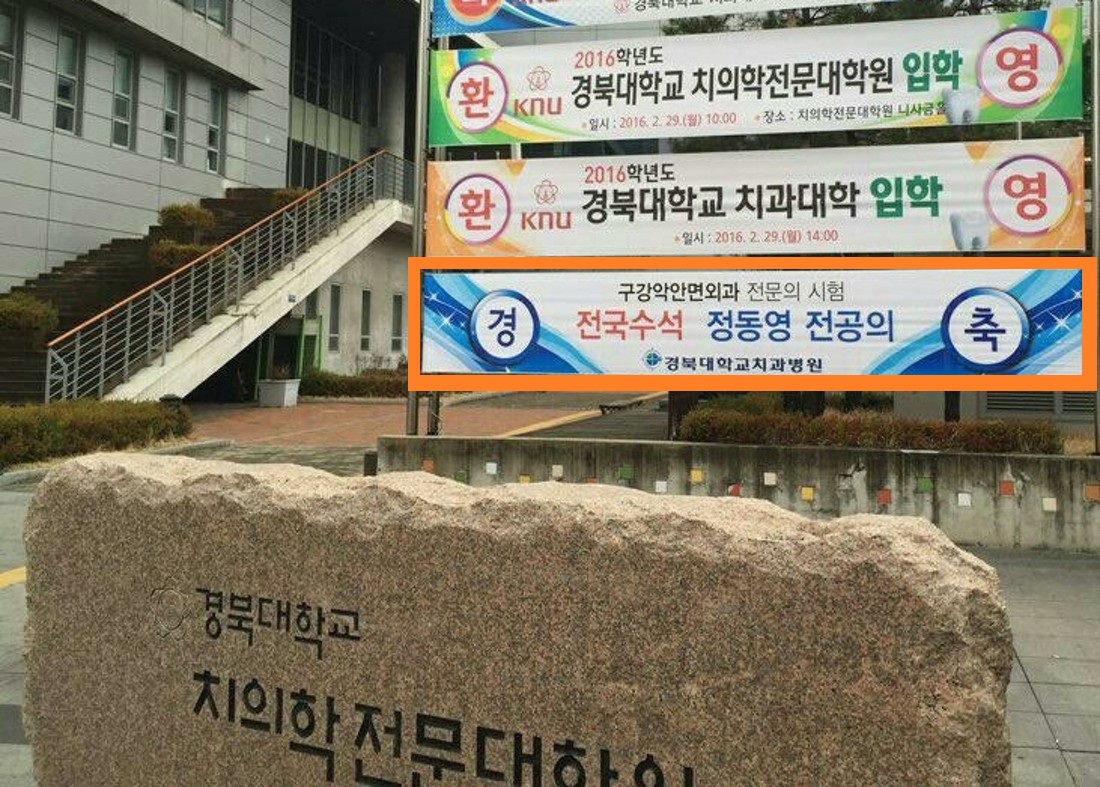 환 KNU
2016학년도
환 KNU 경북대학교 치의학전문대학원 입학 영
•일시 : 2016. 2. 29.(월) 10:00 •장소 : 치의학전문대학원
2016학년도
환 KNU 경북대학교 치과대학 입학 영
•일시 : 2016. 2. 29.(월) 14:00
구강악안면외과 전문의 시험
경 전국수석 정동영 전공의 축
경북대학교치과병원
경북대학교
치의학전문대학원